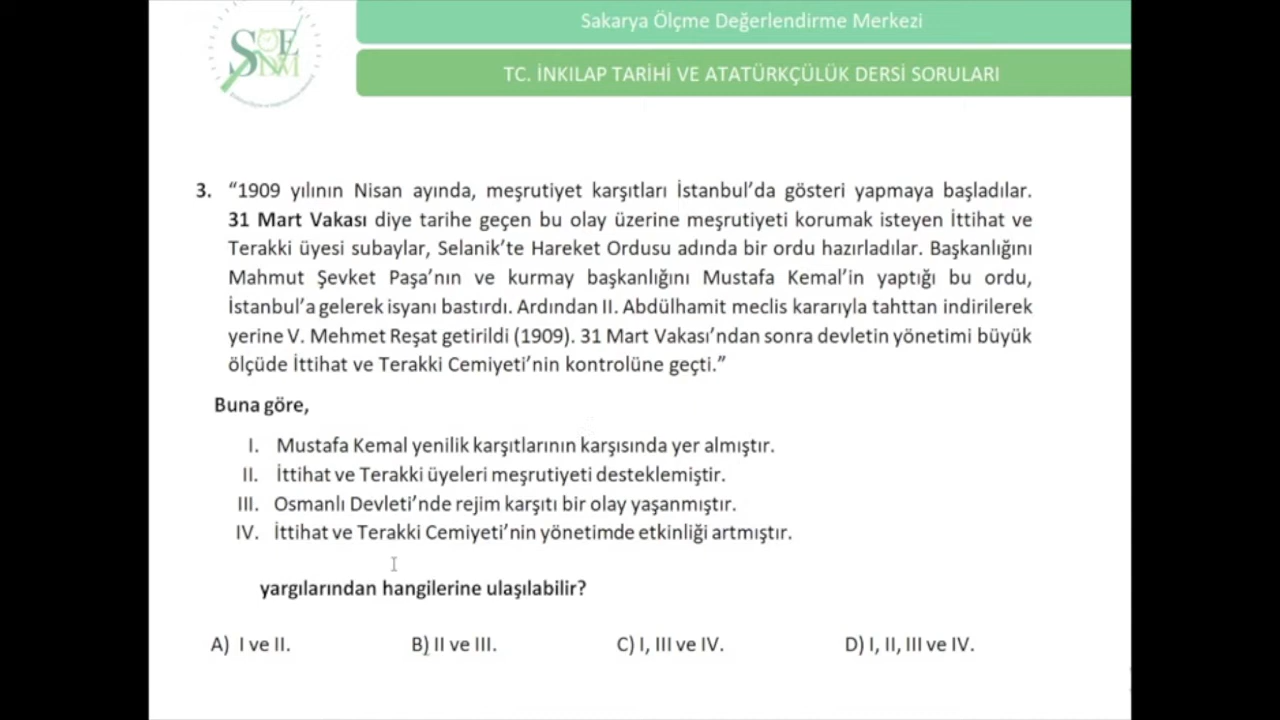 Sakarya Ölçme Değerlendirme Merkezi
TC. İNKILAP TARİHİ VE ATATÜRKÇÜLÜK DERSİ SORULARI
3. “1909 yılının Nisan ayında, meşrutiyet karşıtları İstanbul’da gösteri yapmaya başladılar.
31 Mart Vakası diye tarihe geçen bu olay üzerine meşrutiyeti korumak isteyen İttihat ve
Terakki üyesi subaylar, Selanik’te Hareket Ordusu adında bir ordu hazırladılar. Başkanlığını
Mahmut Şevket Paşa’nın ve kurmay başkanlığını Mustafa Kemal’in yaptığı bu ordu,
İstanbul’a gelerek isyanı bastırdı. Ardından II. Abdülhamit meclis kararıyla tahttan indirilerek
yerine V. Mehmet Reşat getirildi (1909). 31 Mart Vakası’ndan sonra devletin yönetimi büyük
ölçüde İttihat ve Terakki Cemiyeti’nin kontrolüne geçti.”
Buna göre,
I. Mustafa Kemal yenilik karşıtlarının karşısında yer almıştır.
II. İttihat ve Terakki üyeleri meşrutiyeti desteklemiştir.
III. Osmanlı Devleti’nde rejim karşıtı bir olay yaşanmıştır.
IV. İttihat ve Terakki Cemiyeti’nin yönetimde etkinliği artmıştır.
yargılarından hangilerine ulaşılabilir?
A) I ve II. B) II ve III. C) I, III ve IV. D) I, II, III ve IV.